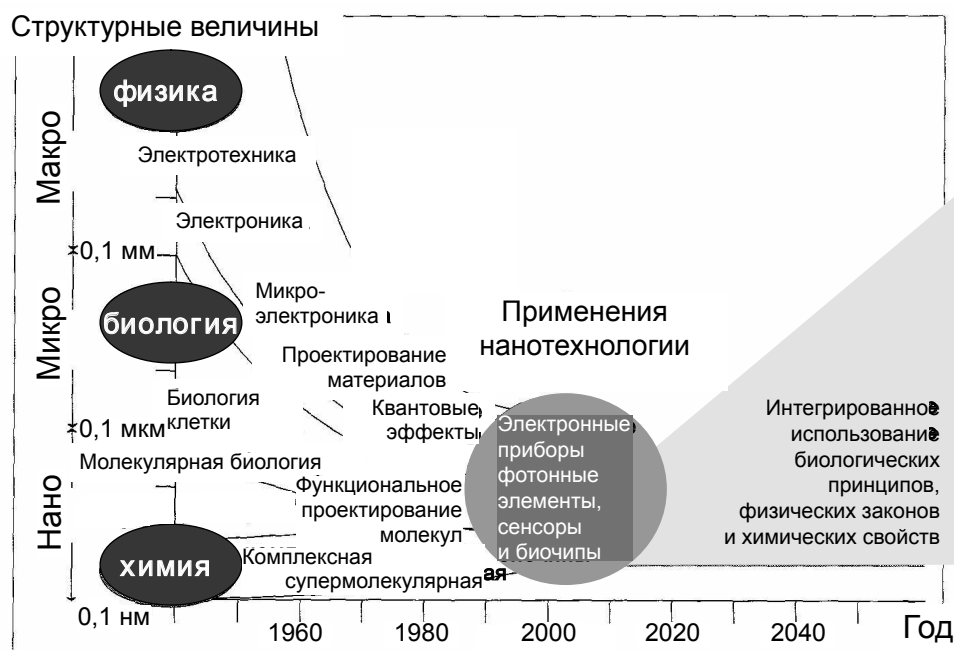 Структурные величины
физика
Макро
Электротехника
Электроника
0,1 мм
Микро
биология
Микро-
электроника
Применения
нанотехнологии
Проектирование
материалов
Биология
клетки
Квантовые
эффекты
0,1 мкм
Электронные
приборы
фотонные
элементы,
сенсоры
и биочипы
Интегрированное
использование
биологических
принципов,
физических законов
и химических свойств
Молекулярная биология
Нано
Функциональное
проектирование
молекул
химия
Комплексная
супермолекулярная
ая
0,1 нм
1960
1980
2000
2020
2040
Год